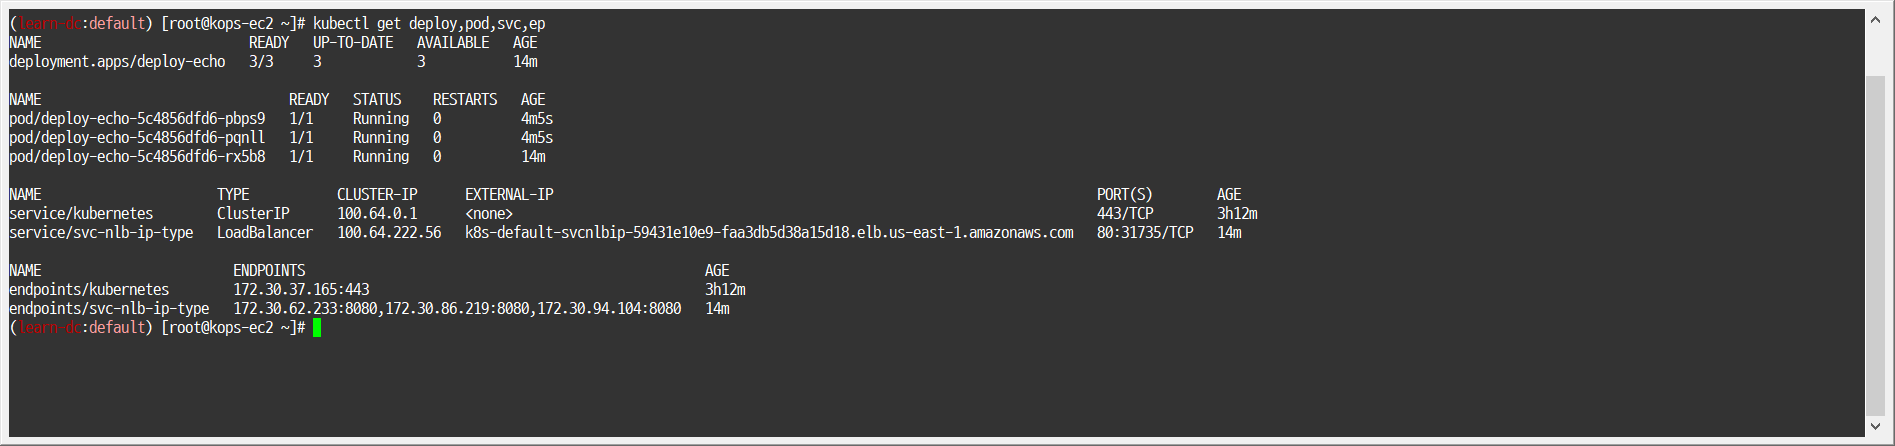 (learn-dc:default) [root@kops-ec2 ~]# kubectl get deploy,pod,svc,ep
NAME                          READY   UP-TO-DATE   AVAILABLE   AGE
deployment.apps/deploy-echo   3/3     3            3           14m

NAME                               READY   STATUS    RESTARTS   AGE
pod/deploy-echo-5c4856dfd6-pbps9   1/1     Running   0          4m5s
pod/deploy-echo-5c4856dfd6-pqnll   1/1     Running   0          4m5s
pod/deploy-echo-5c4856dfd6-rx5b8   1/1     Running   0          14m

NAME                      TYPE           CLUSTER-IP      EXTERNAL-IP                                                                     PORT(S)        AGE
service/kubernetes        ClusterIP      100.64.0.1      <none>                                                                          443/TCP        3h12m
service/svc-nlb-ip-type   LoadBalancer   100.64.222.56   k8s-default-svcnlbip-59431e10e9-faa3db5d38a15d18.elb.us-east-1.amazonaws.com   80:31735/TCP   14m

NAME                        ENDPOINTS                                                  AGE
endpoints/kubernetes        172.30.37.165:443                                          3h12m
endpoints/svc-nlb-ip-type   172.30.62.233:8080,172.30.86.219:8080,172.30.94.104:8080   14m
(learn-dc:default) [root@kops-ec2 ~]#